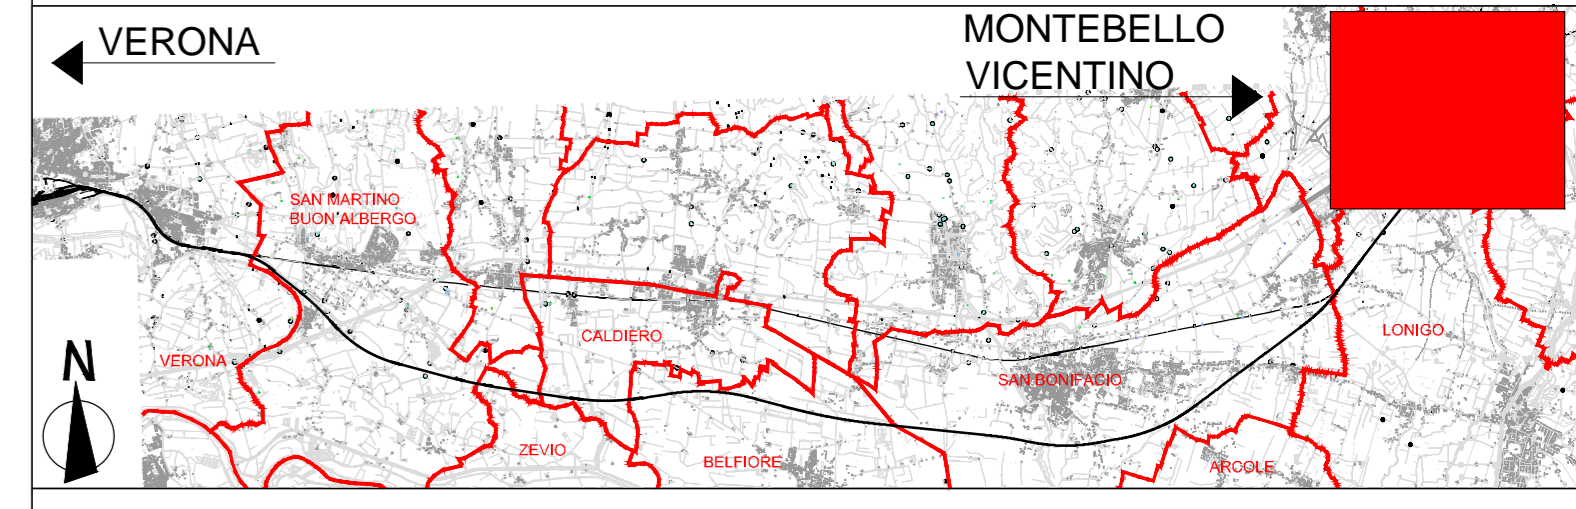 VERONA
MONTEBELLO
VICENTINO
SAN MARTINO
BUON ALBERGO
CALDIERO
LONIGO
VERONA
SAN BONIFACIO
N
ZEVIO
BELFIORE
ARCOLE